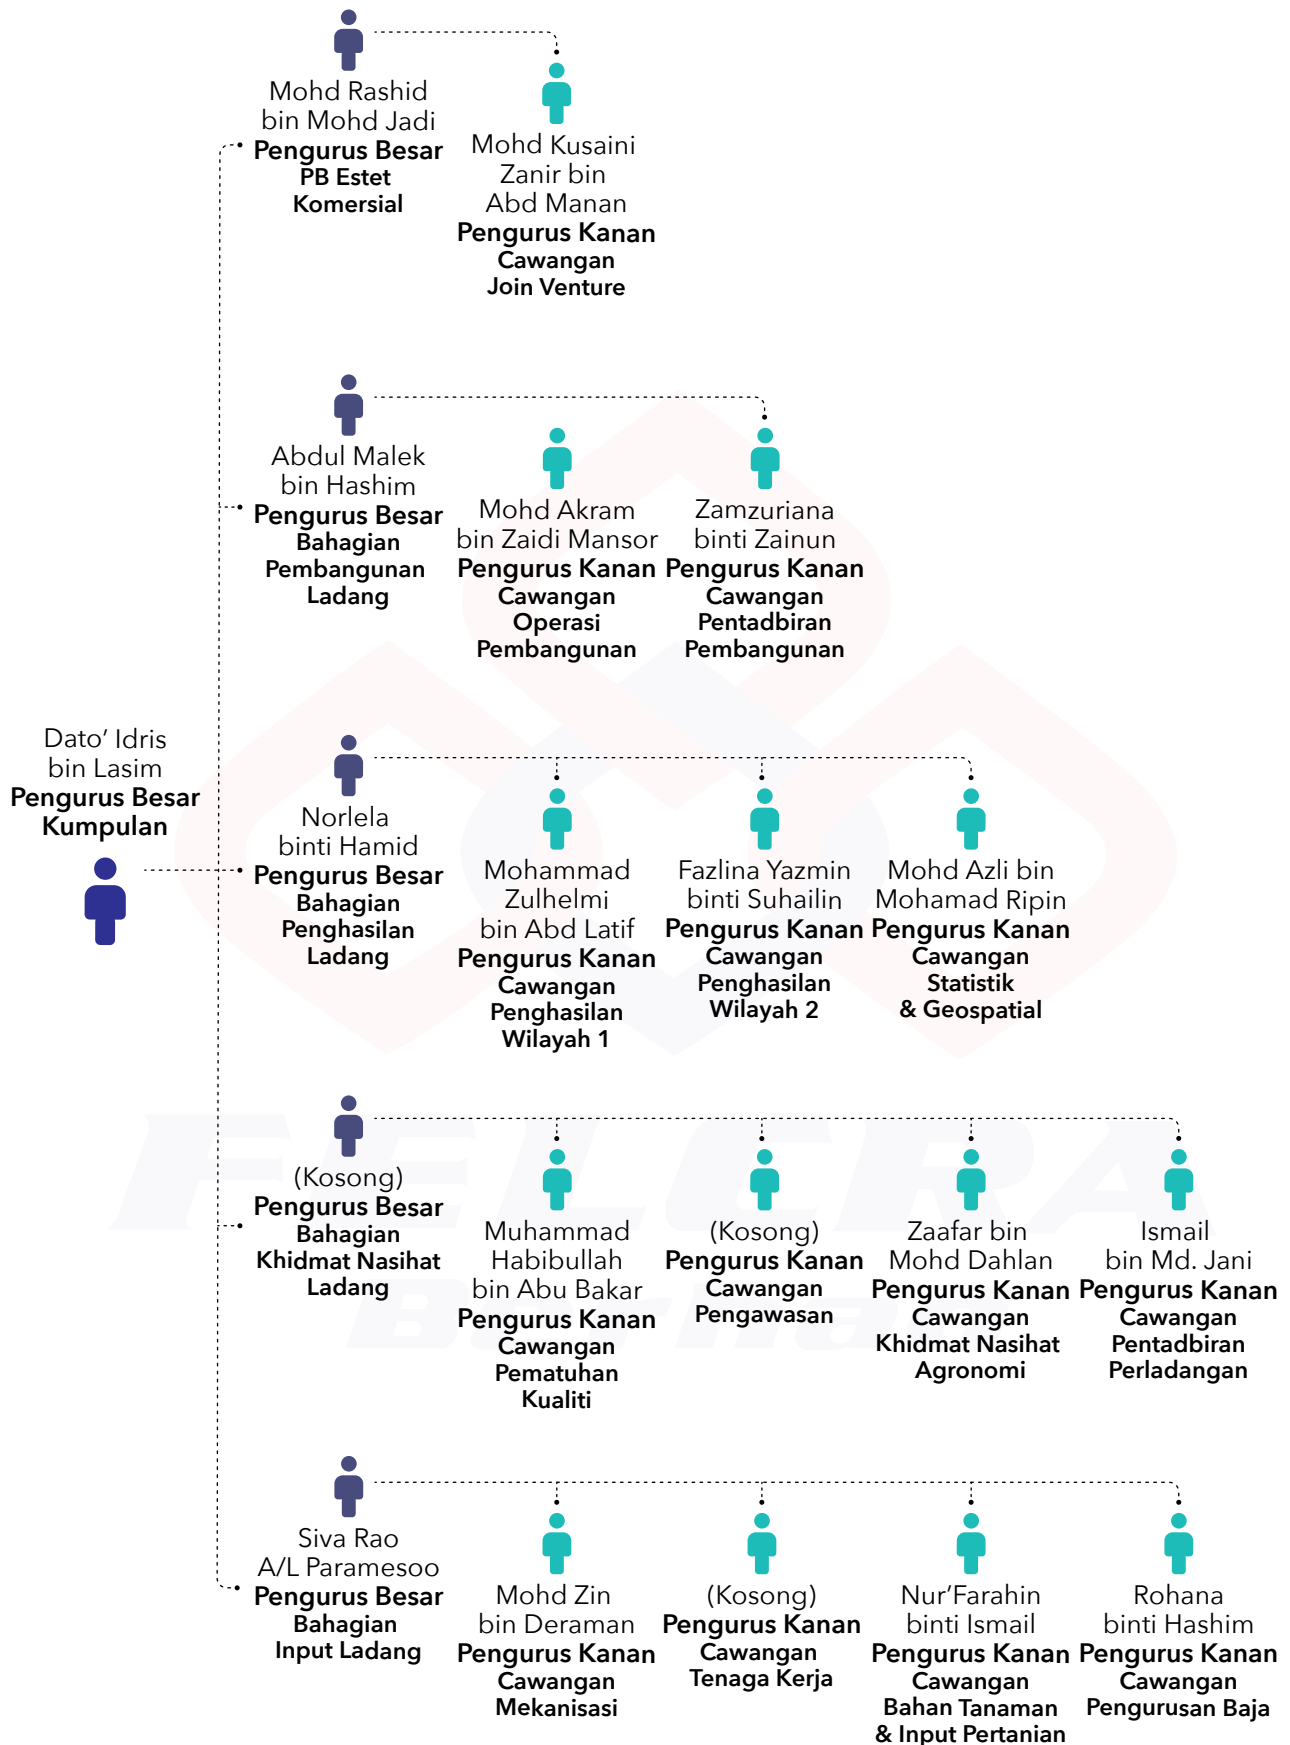 Mohd Rashid
bin Mohd Jadi
Pengurus Besar
PB Estet
Komersial
Mohd Kusaini
Zanir bin
Abd Manan
Pengurus Kanan
Cawangan
Join Venture
Abdul Malek
bin Hashim
Pengurus Besar
Bahagian
Pembangunan
Ladang
Mohd Akram
bin Zaidi Mansor
Pengurus Kanan
Cawangan
Operasi
Pembangunan
Zamzuriana
binti Zainun
Pengurus Kanan
Cawangan
Pentadbiran
Pembangunan
Dato’ Idris
bin Lasim
Pengurus Besar
Kumpulan
Norlela
binti Hamid
Pengurus Besar
Bahagian
Penghasilan
Ladang
Mohammad
Zulhelmi
bin Abd Latif
Pengurus Kanan
Cawangan
Penghasilan
Wilayah 1
Fazlina Yazmin
binti Suhailin
Pengurus Kanan
Cawangan
Penghasilan
Wilayah 2
Mohd Azli bin
Mohamad Ripin
Pengurus Kanan
Cawangan
Statistik
& Geospatial
(Kosong)
Pengurus Besar
Bahagian
Khidmat Nasihat
Ladang
Muhammad
Habibullah
bin Abu Bakar
Pengurus Kanan
Cawangan
Pematuhan
Kualiti
(Kosong)
Pengurus Kanan
Cawangan
Pengawasan
Zaafar bin
Mohd Dahlan
Pengurus Kanan
Cawangan
Khidmat Nasihat
Agronomi
Ismail
bin Md. Jani
Pengurus Kanan
Cawangan
Pentadbiran
Perladangan
Siva Rao
A/L Paramesoo
Pengurus Besar
Bahagian
Input Ladang
Mohd Zin
bin Deraman
Pengurus Kanan
Cawangan
Mekanisasi
(Kosong)
Pengurus Kanan
Cawangan
Tenaga Kerja
Nur’Farahin
binti Ismail
Pengurus Kanan
Cawangan
Bahan Tanaman
& Input Pertanian
Rohana
binti Hashim
Pengurus Kanan
Cawangan
Pengurusan Baja
FELCRA
Berhad